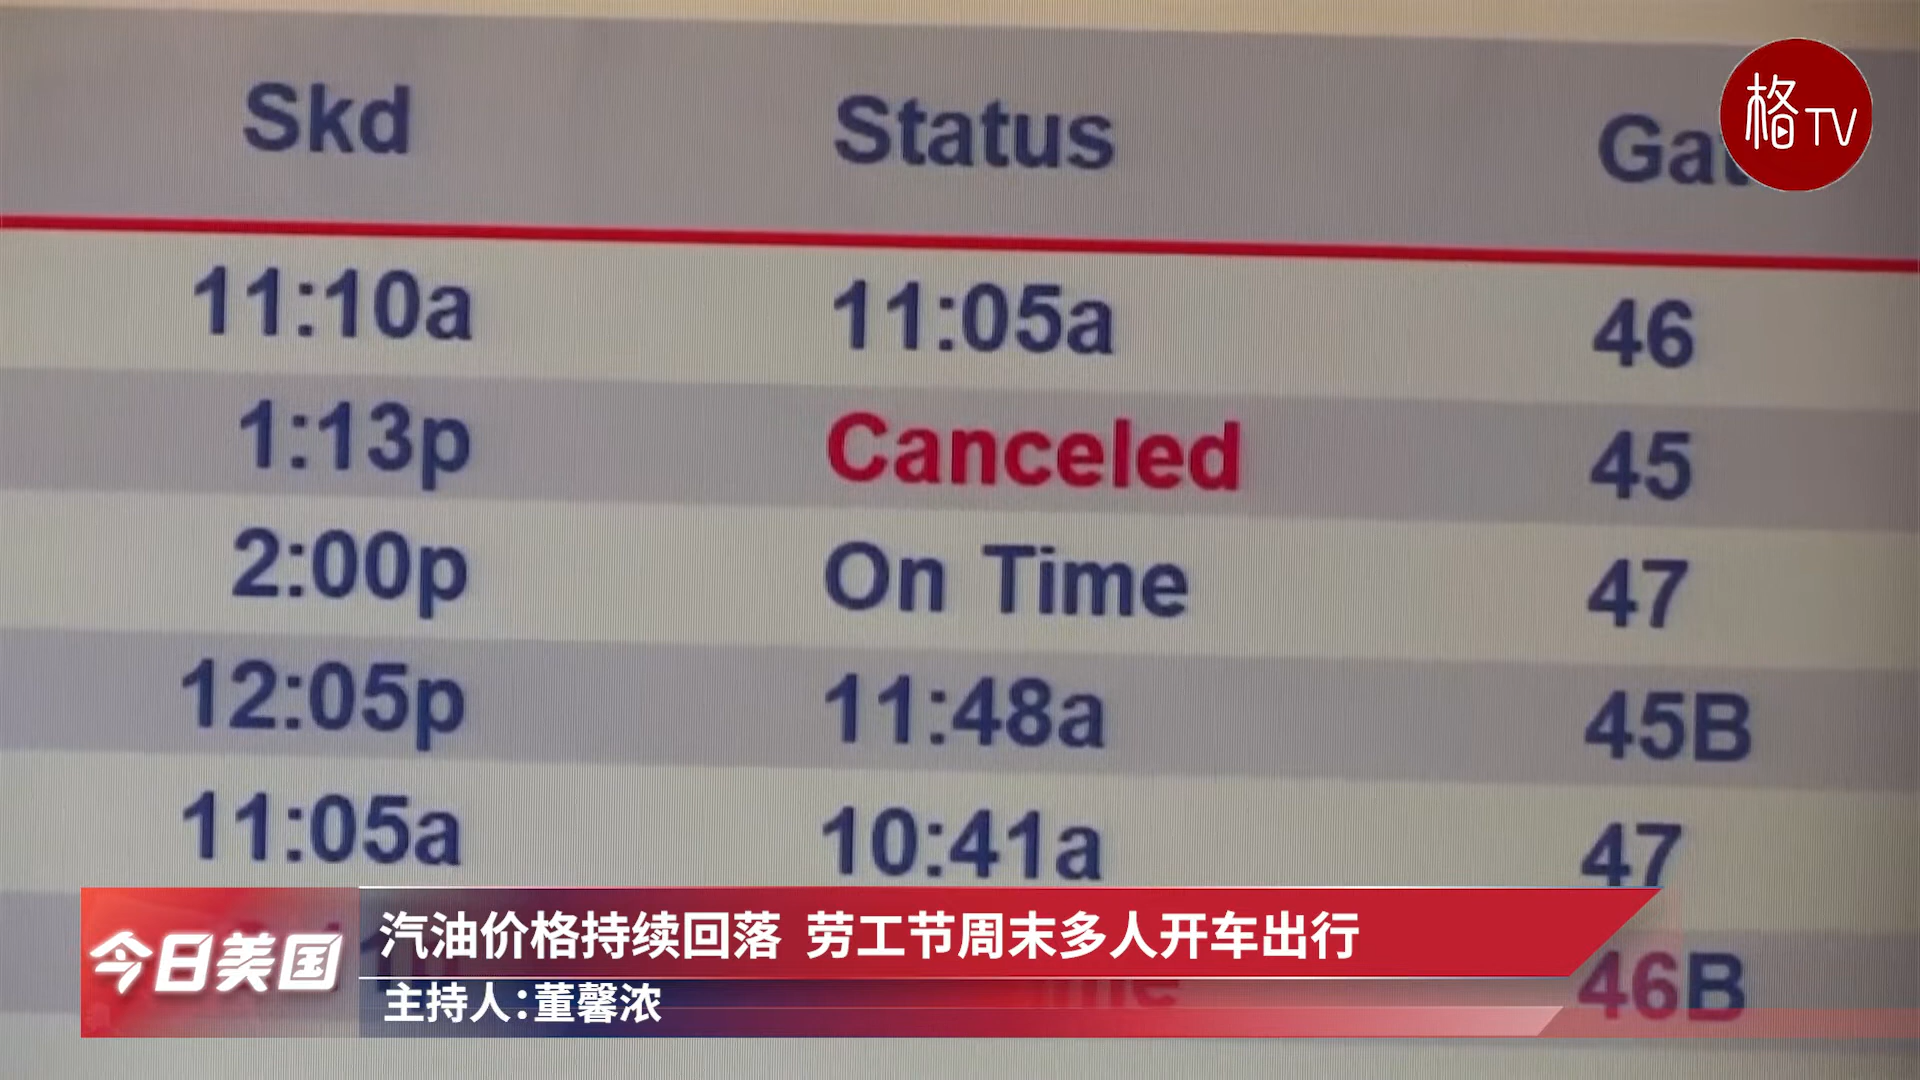 格TV
Skd Status Gat
11:10a 11:05a 46
1:13p Canceled 45
2:00p On Time 47
12:05p 11:48a 45B
11:05a 10:41a 47
46B
今日美国
汽油价格持续回落 劳工节周末多人开车出行
主持人:董馨浓